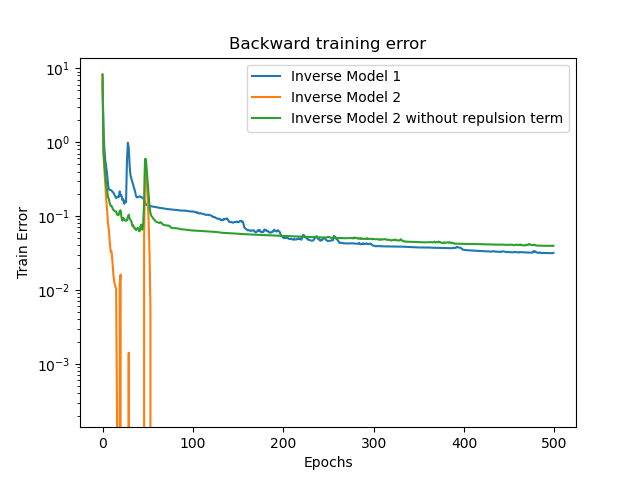 Backward training error
Inverse Model 1
Inverse Model 2
Inverse Model 2 without repulsion term
Train Error
10¹
10⁰
10⁻¹
10⁻²
10⁻³
0 100 200 300 400 500
Epochs